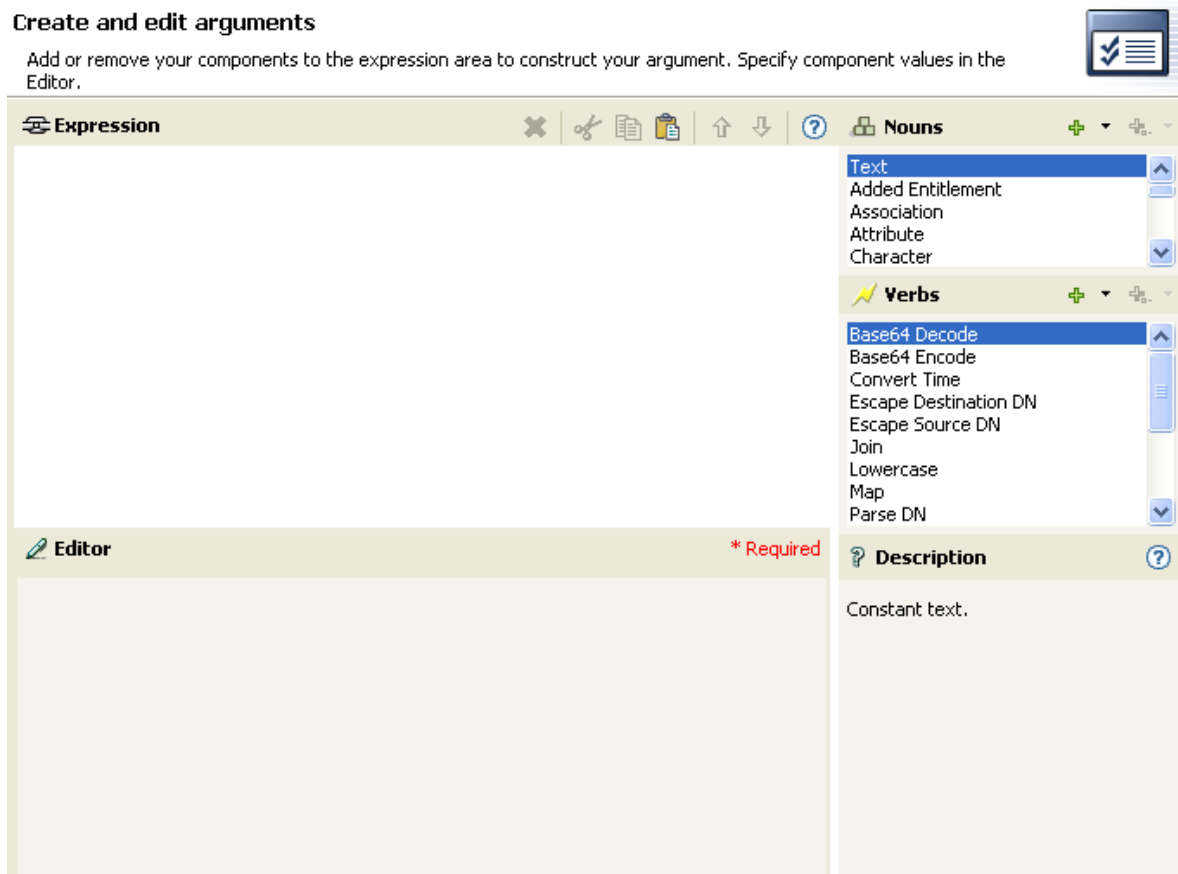 Create and edit arguments
Add or remove your components to the expression area to construct your argument. Specify component values in the
Editor.
Expression
Nouns
Text
Added Entitlement
Association
Attribute
Character
Verbs
Base64 Decode
Base64 Encode
Convert Time
Escape Destination DN
Escape Source DN
Join
Lowercase
Map
Parse DN
Editor
* Required
Description
Constant text.